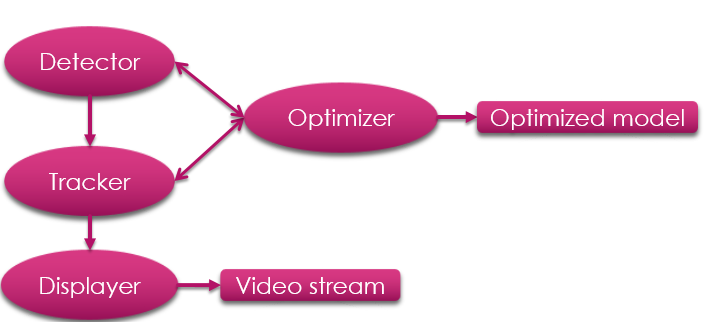 Detector
Optimizer
Optimized model
Tracker
Displayer
Video stream